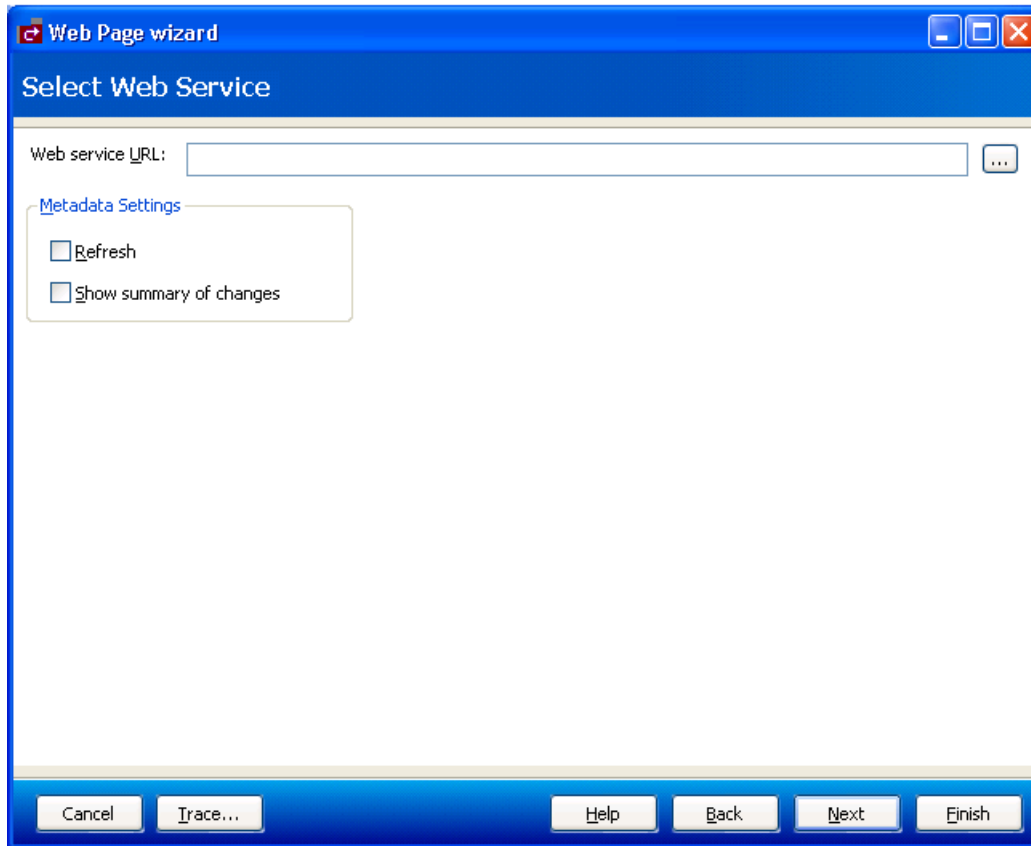 Web Page wizard
Select Web Service
Web service URL: ...
Metadata Settings
Refresh
Show summary of changes
Cancel Trace... Help Back Next Finish